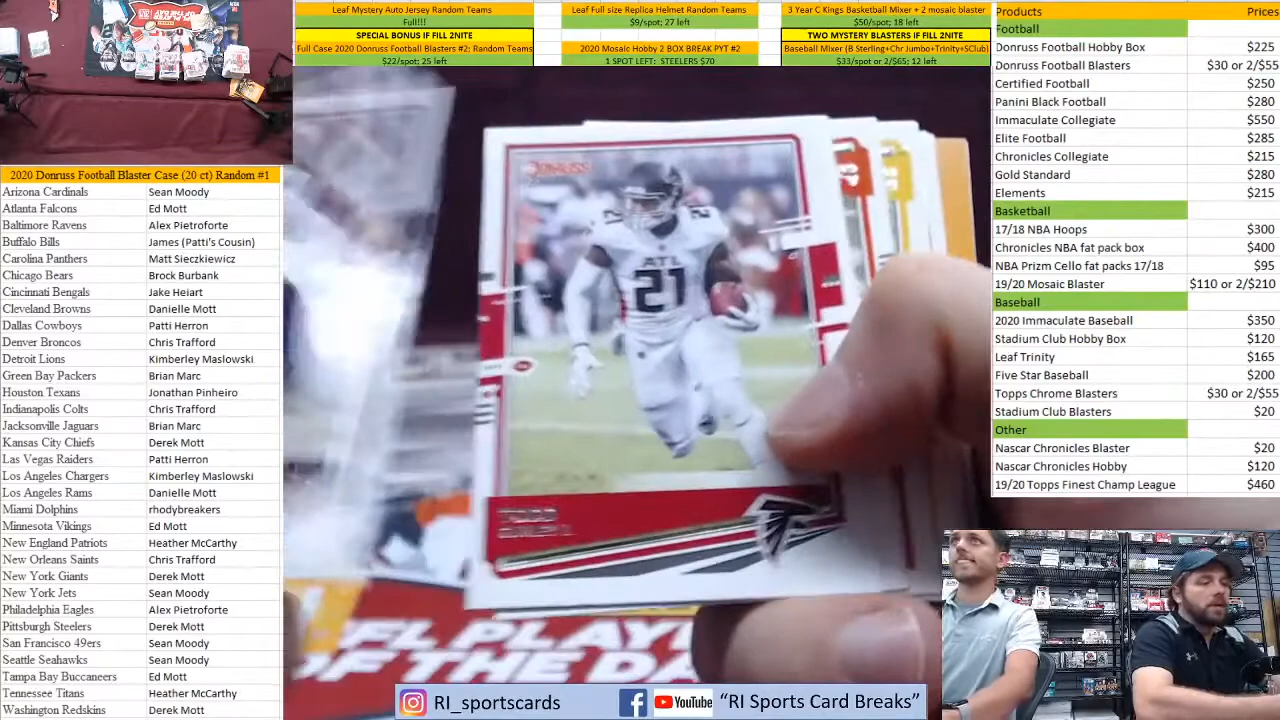 Leaf Mystery Auto Jersey Random Teams
Full!!!
SPECIAL BONUS IF FILL 2NITE
Full Case 2020 Donruss Football Blasters #2: Random Teams
$22/spot; 25 left
Leaf Full size Replica Helmet Random Teams
$9/spot; 27 left
2020 Mosaic Hobby 2 BOX BREAK PYT #2
1 SPOT LEFT: STEELERS $70
3 Year C Kings Basketball Mixer + 2 mosaic blaster
$50/spot; 18 left
TWO MYSTERY BLASTERS IF FILL 2NITE
Baseball Mixer (B Sterling+Chr Jumbo+Trinity+SClub)
$33/spot or 2/$65; 12 left
Products Prices
Football
Donruss Football Hobby Box $225
Donruss Football Blasters $30 or 2/$55
Certified Football $250
Panini Black Football $280
Immaculate Collegiate $550
Elite Football $285
Chronicles Collegiate $215
Gold Standard $280
Elements $215
Basketball
17/18 NBA Hoops $300
Chronicles NBA fat pack box $400
NBA Prizm Cello fat packs 17/18 $95
19/20 Mosaic Blaster $110 or 2/$210
Baseball
2020 Immaculate Baseball $350
Stadium Club Hobby Box $120
Leaf Trinity $165
Five Star Baseball $200
Topps Chrome Blasters $30 or 2/$55
Stadium Club Blasters $20
Other
Nascar Chronicles Blaster $20
Nascar Chronicles Hobby $120
19/20 Topps Finest Champ League $460
2020 Donruss Football Blaster Case (20 ct) Random #1
Arizona Cardinals Sean Moody
Atlanta Falcons Ed Mott
Baltimore Ravens Alex Pietroforte
Buffalo Bills James (Patti's Cousin)
Carolina Panthers Matt Sieczkiewicz
Chicago Bears Brock Burbank
Cincinnati Bengals Jake Heiart
Cleveland Browns Danielle Mott
Dallas Cowboys Patti Herron
Denver Broncos Chris Trafford
Detroit Lions Kimberley Maslowski
Green Bay Packers Brian Marc
Houston Texans Jonathan Pinheiro
Indianapolis Colts Chris Trafford
Jacksonville Jaguars Brian Marc
Kansas City Chiefs Derek Mott
Las Vegas Raiders Patti Herron
Los Angeles Chargers Kimberley Maslowski
Los Angeles Rams Danielle Mott
Miami Dolphins rhodybreakers
Minnesota Vikings Ed Mott
New England Patriots Heather McCarthy
New Orleans Saints Chris Trafford
New York Giants Derek Mott
New York Jets Sean Moody
Philadelphia Eagles Alex Pietroforte
Pittsburgh Steelers Derek Mott
San Francisco 49ers Sean Moody
Seattle Seahawks Sean Moody
Tampa Bay Buccaneers Ed Mott
Tennessee Titans Heather McCarthy
Washington Redskins Derek Mott
DONRUSS
ATL
21
NFL PLAY
OF THE DA
RI_sportscards
YouTube
"RI Sports Card Breaks"